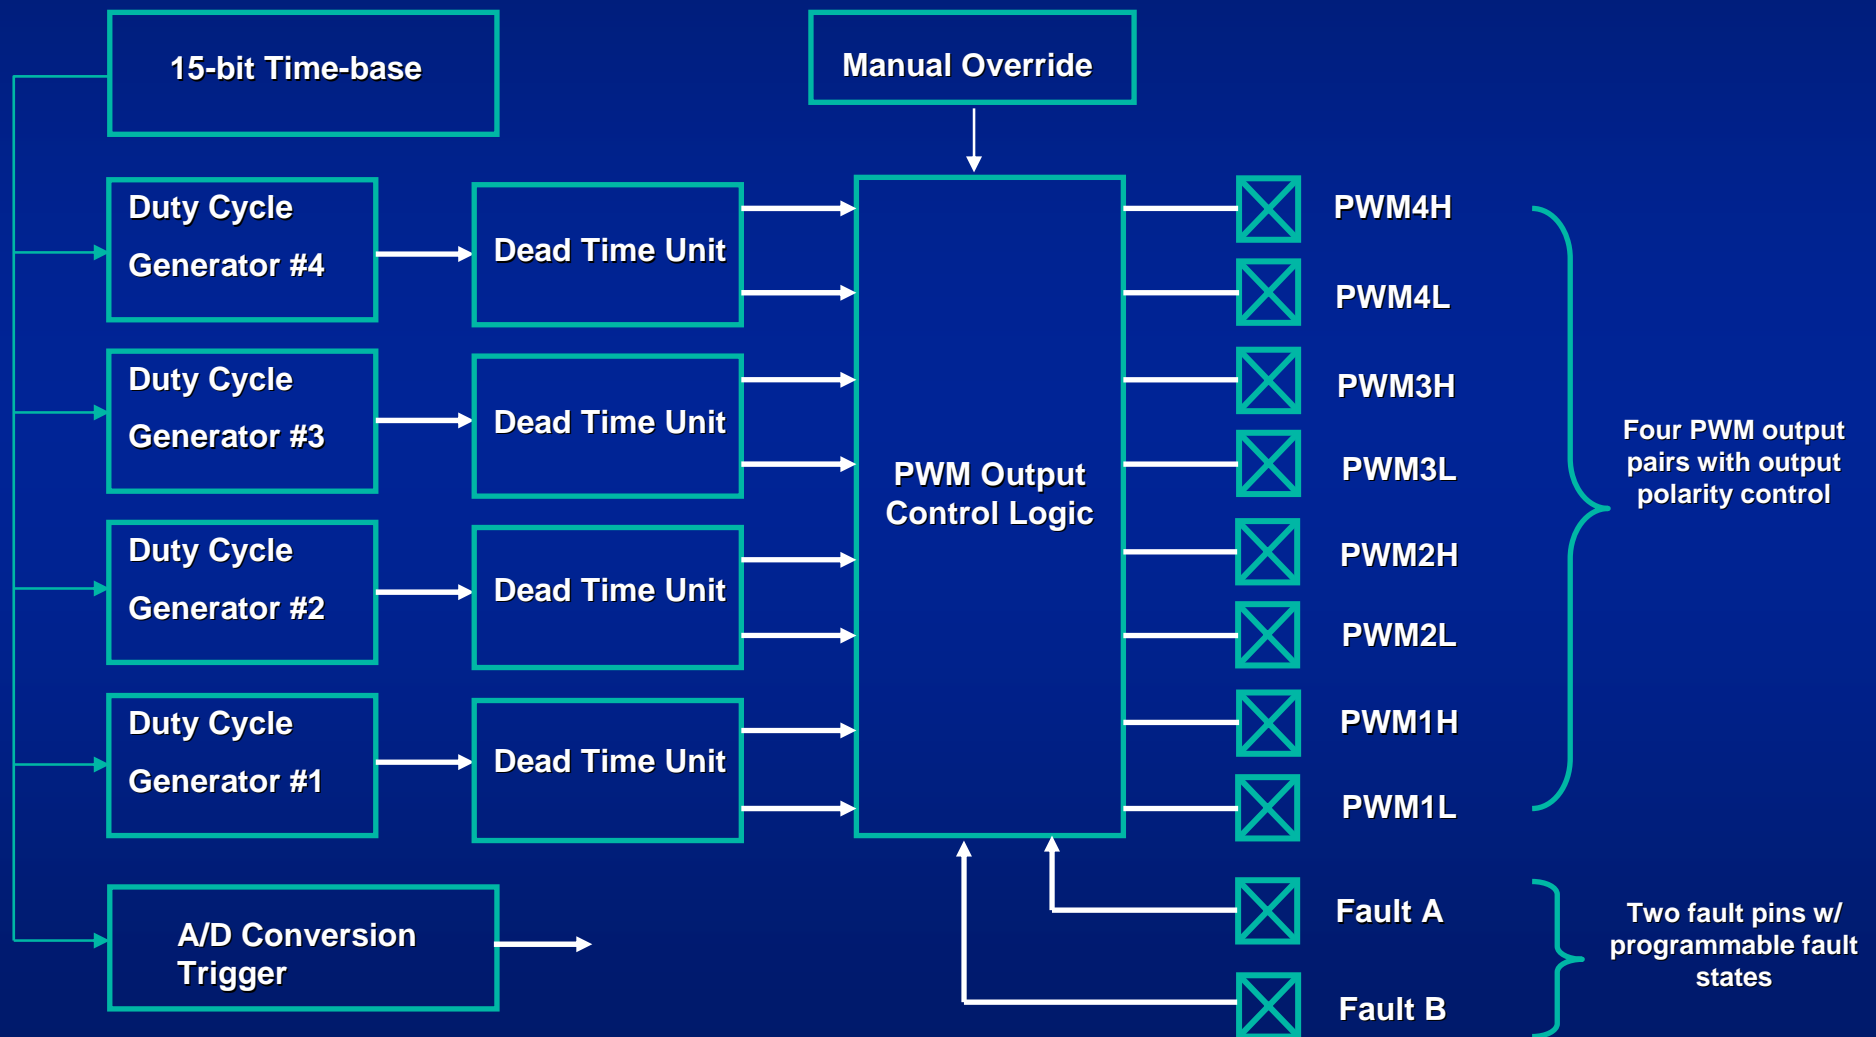 15-bit Time-base
Manual Override
Duty Cycle
Generator #4
Dead Time Unit
PWM4H
PWM4L
Duty Cycle
Generator #3
Dead Time Unit
PWM3H
PWM3L
PWM Output
Control Logic
Four PWM output
pairs with output
polarity control
Duty Cycle
Generator #2
Dead Time Unit
PWM2H
PWM2L
Duty Cycle
Generator #1
Dead Time Unit
PWM1H
PWM1L
A/D Conversion
Trigger
Fault A
Fault B
Two fault pins w/
programmable fault
states